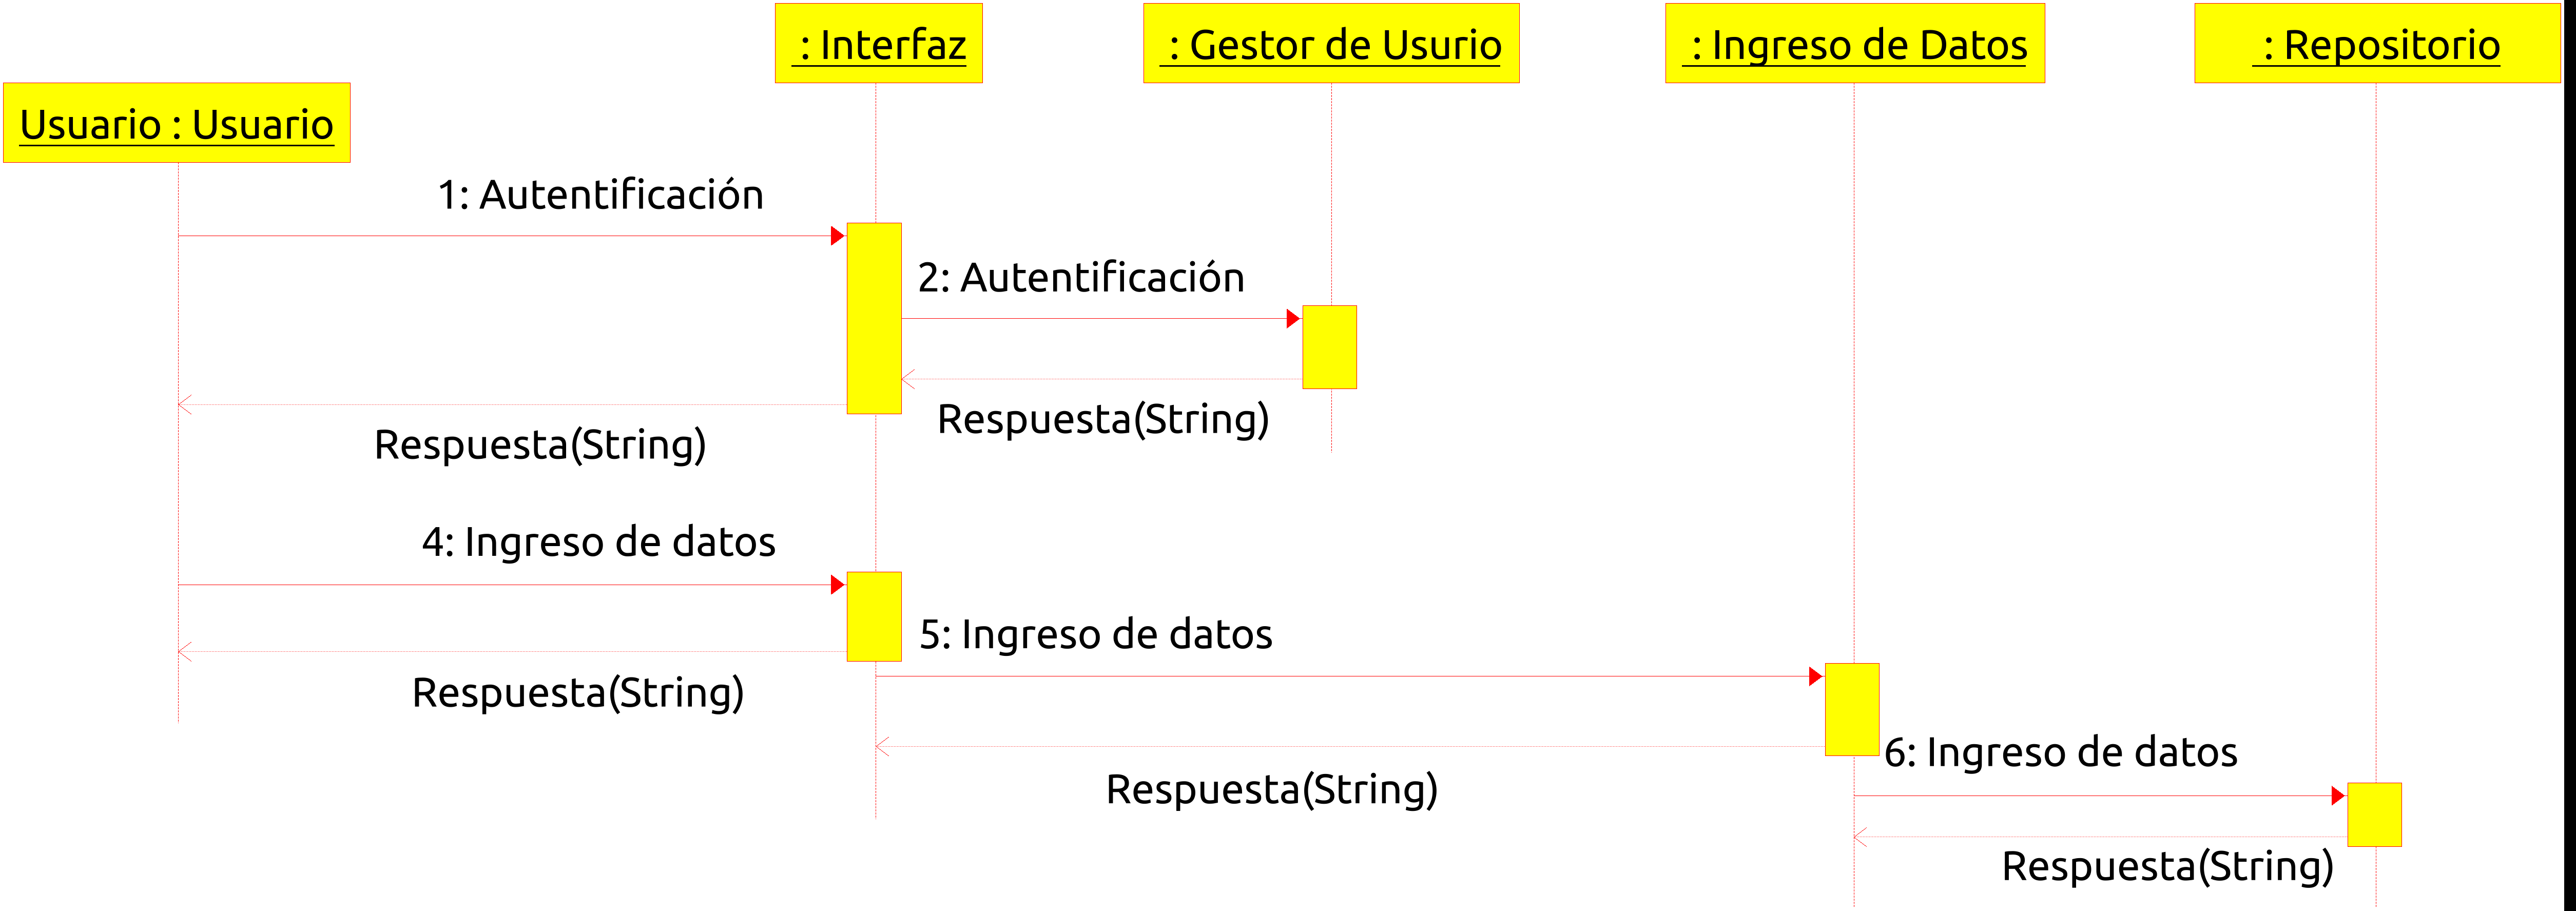 : Interfaz
: Gestor de Usurio
: Ingreso de Datos
: Repositorio
Usuario : Usuario
1: Autentificación
2: Autentificación
Respuesta(String)
Respuesta(String)
4: Ingreso de datos
5: Ingreso de datos
Respuesta(String)
6: Ingreso de datos
Respuesta(String)
Respuesta(String)